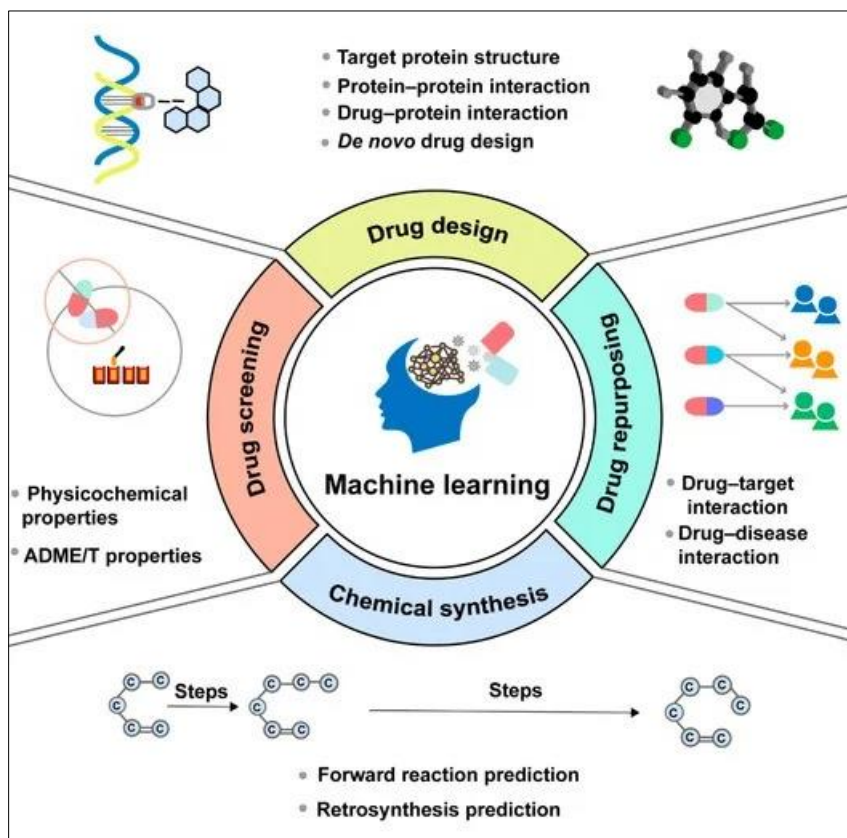 • Target protein structure
• Protein–protein interaction
• Drug–protein interaction
• De novo drug design
Drug design
Drug screening
Drug repurposing
Machine learning
Chemical synthesis
• Physicochemical
properties
• ADME/T properties
• Drug–target
interaction
• Drug–disease
interaction
C C C C C
Steps
C C C C C C
Steps
C C C C C C
• Forward reaction prediction
• Retrosynthesis prediction